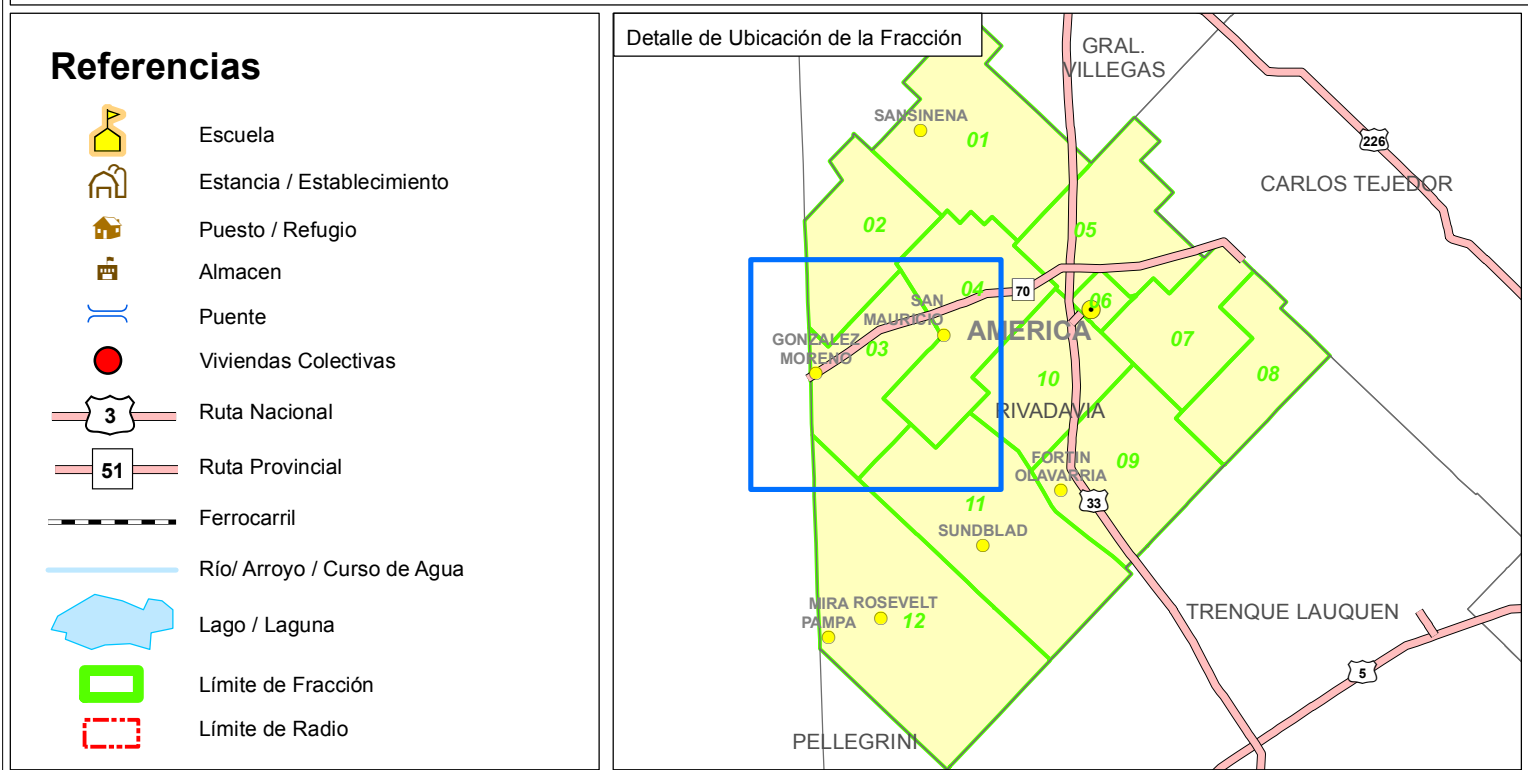 Referencias
Escuela
Estancia / Establecimiento
Puesto / Refugio
Almacen
Puente
Viviendas Colectivas
3
Ruta Nacional
51
Ruta Provincial
Ferrocarril
Río/ Arroyo / Curso de Agua
Lago / Laguna
Límite de Fracción
Límite de Radio
Detalle de Ubicación de la Fracción
GRAL.
VILLEGAS
SANSINENA
01
226
CARLOS TEJEDOR
02
05
04
70
06
SAN
MAURICIO
AMERICA
GONZALEZ
MORENO
03
07
10
08
RIVADAVIA
FORTIN
OLAVARRIA
09
11
33
SUNDBLAD
MIRA
PAMPA
ROSEVELT
12
TRENQUE LAUQUEN
5
PELLEGRINI